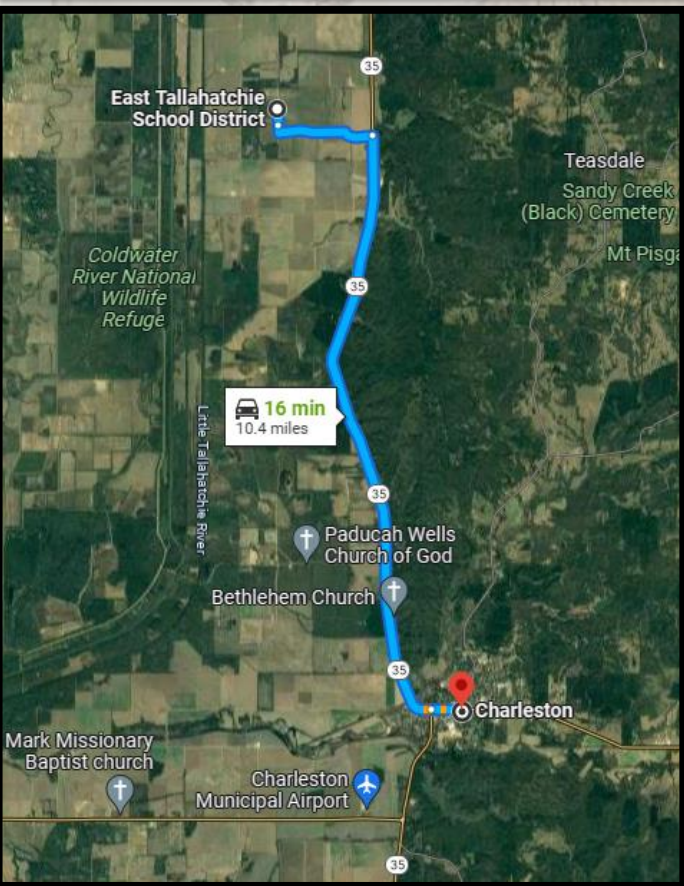 35
East Tallahatchie
School District
Teasdale
Sandy Creek
(Black) Cemetery
Mt Pisga
Coldwater
River National
Wildlife
Refuge
35
16 min
10.4 miles
Little Tallahatchie River
35
Paducah Wells
Church of God
Bethlehem Church
35
Charleston
Mark Missionary
Baptist church
Charleston
Municipal Airport
35